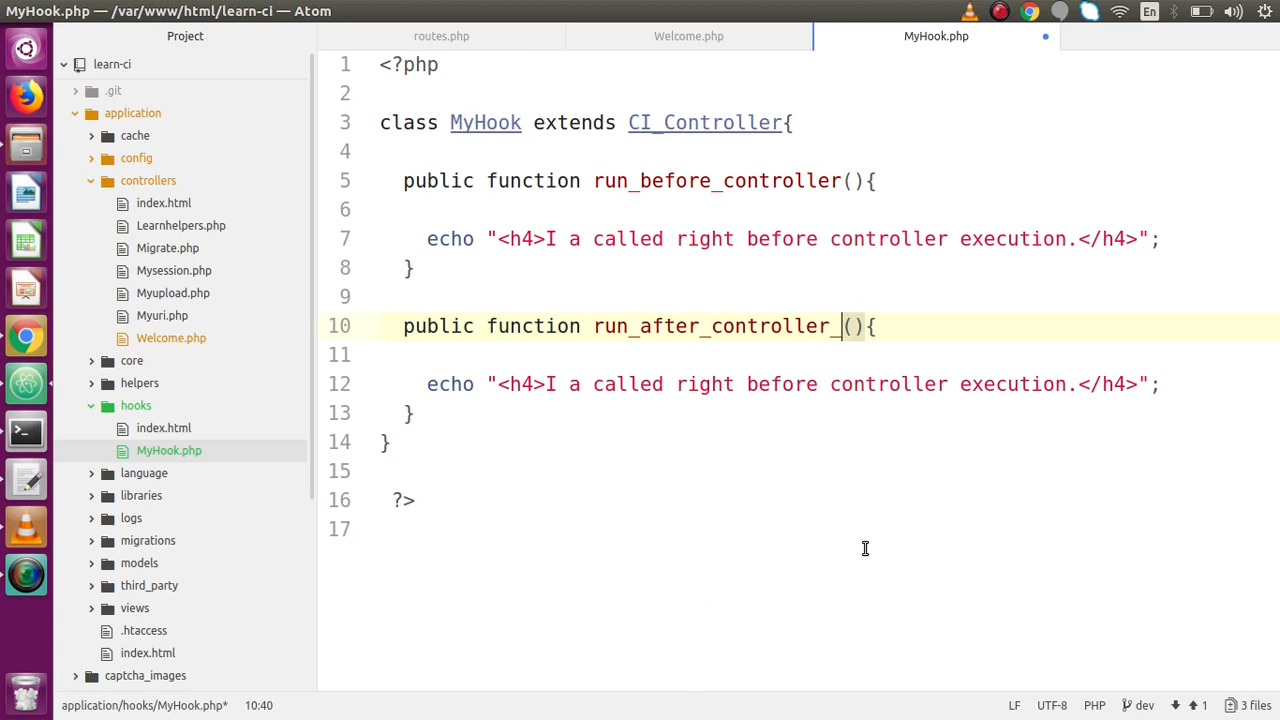 MyHook.php — /var/www/html/learn-ci — Atom
En
Project
routes.php
Welcome.php
MyHook.php
learn-ci
.git
application
cache
config
controllers
index.html
Learnhelpers.php
Migrate.php
Mysession.php
Myupload.php
Myuri.php
Welcome.php
core
helpers
hooks
index.html
MyHook.php
language
libraries
logs
migrations
models
third_party
views
.htaccess
index.html
captcha_images
1 <?php
2
3 class MyHook extends CI_Controller{
4
5 public function run_before_controller(){
6
7 echo "<h4>I a called right before controller execution.</h4>";
8 }
9
10 public function run_after_controller_(){
11
12 echo "<h4>I a called right before controller execution.</h4>";
13 }
14 }
15
16 ?>
17
application/hooks/MyHook.php* 10:40
LF UTF-8 PHP dev 1 3 files